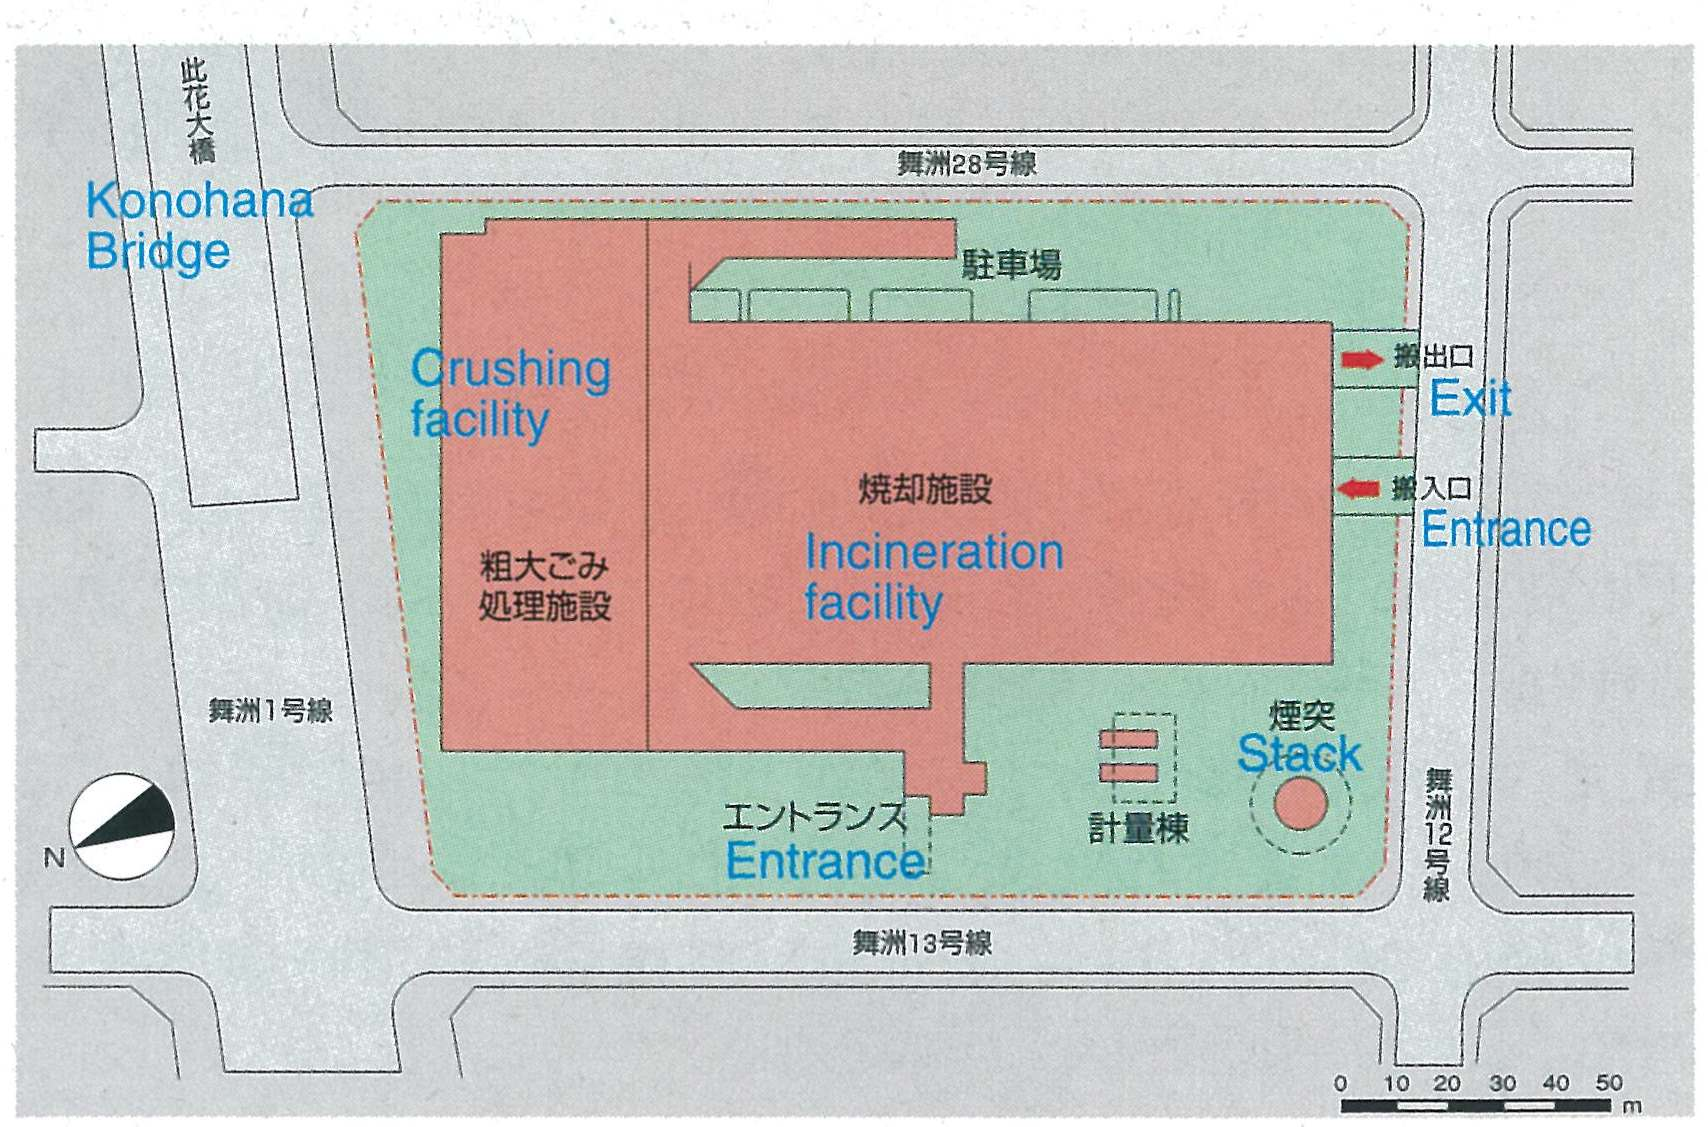 此花大橋
Konohana
Bridge
舞洲28号線
駐車場
Crushing
facility
搬出口
Exit
焼却施設
Incineration
facility
搬入口
Entrance
粗大ごみ
処理施設
舞洲1号線
煙突
Stack
エントランス
Entrance
計量棟
舞洲12号線
N
舞洲13号線
0 10 20 30 40 50
m